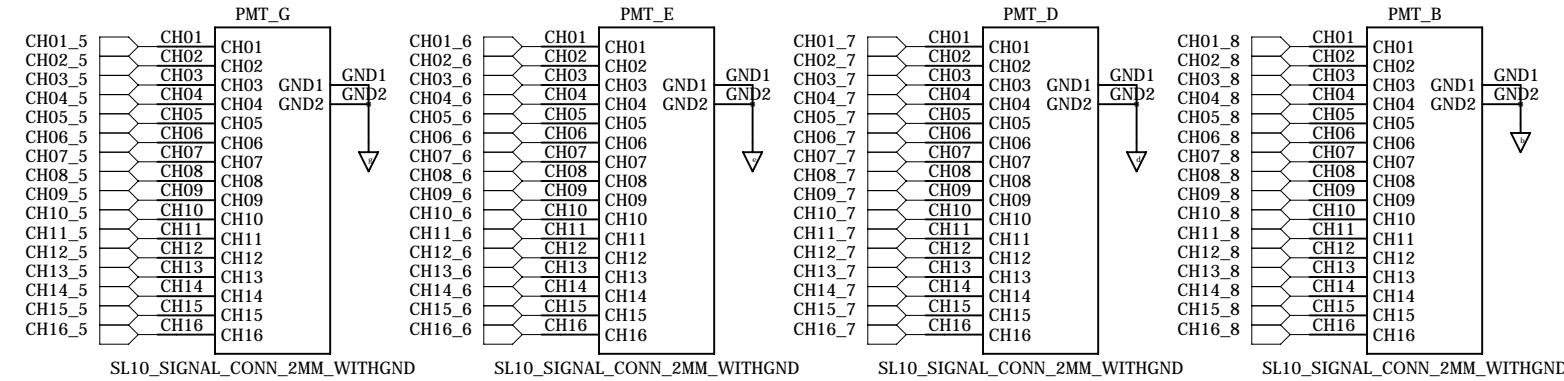 PMT_G PMT_E PMT_D PMT_B
CH01_5 CH01 CH01 CH01_6 CH01 CH01 CH01_7 CH01 CH01 CH01_8 CH01 CH01
CH02_5 CH02 CH02 CH02_6 CH02 CH02 CH02_7 CH02 CH02 CH02_8 CH02 CH02
CH03_5 CH03 CH03 GND1 GND1 CH03_6 CH03 CH03 GND1 GND1 CH03_7 CH03 CH03 GND1 GND1 CH03_8 CH03 CH03 GND1 GND1
CH04_5 CH04 CH04 GND2 GND2 CH04_6 CH04 CH04 GND2 GND2 CH04_7 CH04 CH04 GND2 GND2 CH04_8 CH04 CH04 GND2 GND2
CH05_5 CH05 CH05 CH05_6 CH05 CH05 CH05_7 CH05 CH05 CH05_8 CH05 CH05
CH06_5 CH06 CH06 CH06_6 CH06 CH06 CH06_7 CH06 CH06 CH06_8 CH06 CH06 b
CH07_5 CH07 CH07 g CH07_6 CH07 CH07 e CH07_7 CH07 CH07 d CH07_8 CH07 CH07
CH08_5 CH08 CH08 CH08_6 CH08 CH08 CH08_7 CH08 CH08 CH08_8 CH08 CH08
CH09_5 CH09 CH09 CH09_6 CH09 CH09 CH09_7 CH09 CH09 CH09_8 CH09 CH09
CH10_5 CH10 CH10 CH10_6 CH10 CH10 CH10_7 CH10 CH10 CH10_8 CH10 CH10
CH11_5 CH11 CH11 CH11_6 CH11 CH11 CH11_7 CH11 CH11 CH11_8 CH11 CH11
CH12_5 CH12 CH12 CH12_6 CH12 CH12 CH12_7 CH12 CH12 CH12_8 CH12 CH12
CH13_5 CH13 CH13 CH13_6 CH13 CH13 CH13_7 CH13 CH13 CH13_8 CH13 CH13
CH14_5 CH14 CH14 CH14_6 CH14 CH14 CH14_7 CH14 CH14 CH14_8 CH14 CH14
CH15_5 CH15 CH15 CH15_6 CH15 CH15 CH15_7 CH15 CH15 CH15_8 CH15 CH15
CH16_5 CH16 CH16 CH16_6 CH16 CH16 CH16_7 CH16 CH16 CH16_8 CH16 CH16
SL10_SIGNAL_CONN_2MM_WITHGND SL10_SIGNAL_CONN_2MM_WITHGND SL10_SIGNAL_CONN_2MM_WITHGND SL10_SIGNAL_CONN_2MM_WITHGND